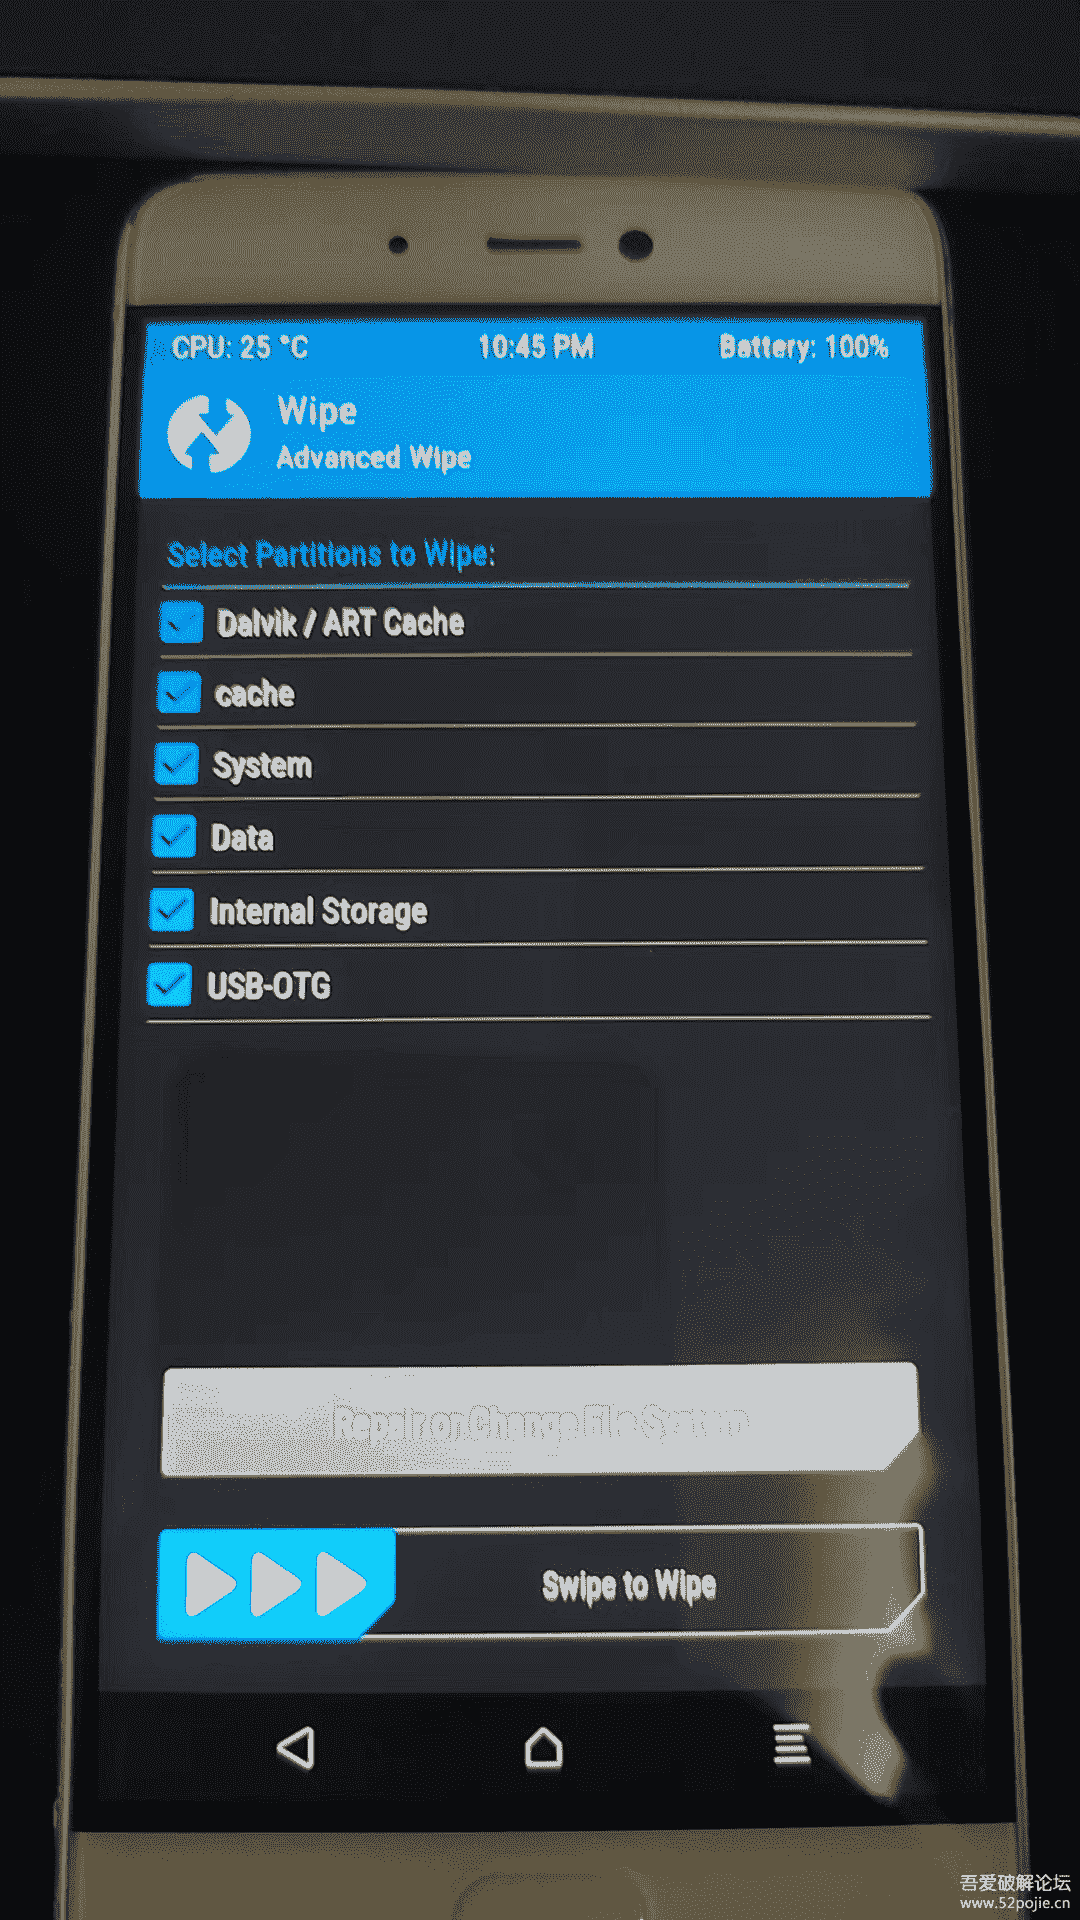 CPU: 25 °C
10:45 PM
Battery: 100%
Wipe
Advanced Wipe
Select Partitions to Wipe:
Dalvik / ART Cache
cache
System
Data
Internal Storage
USB-OTG
Repair or Change File System
Swipe to Wipe
吾爱破解论坛
www.52pojie.cn